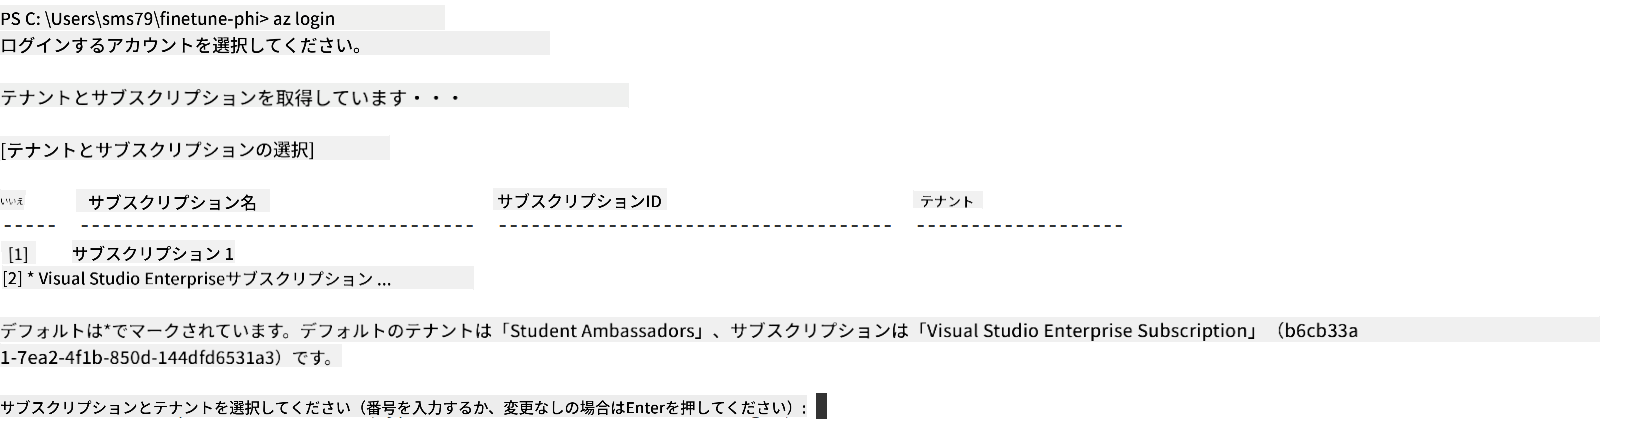 PS C: \Users\sms79\finetune-phi> az login
ログインするアカウントを選択してください。
テナントとサブスクリプションを取得しています・・・
[テナントとサブスクリプションの選択]
いいえ サブスクリプション名 サブスクリプションID テナント
----- ------------------------------------ ------------------------------------ -------------------
[1] サブスクリプション 1
[2] * Visual Studio Enterpriseサブスクリプション ...
デフォルトは*でマークされています。デフォルトのテナントは「Student Ambassadors」、サブスクリプションは「Visual Studio Enterprise Subscription」（b6cb33a
1-7ea2-4f1b-850d-144dfd6531a3）です。
サブスクリプションとテナントを選択してください（番号を入力するか、変更なしの場合はEnterを押してください）: